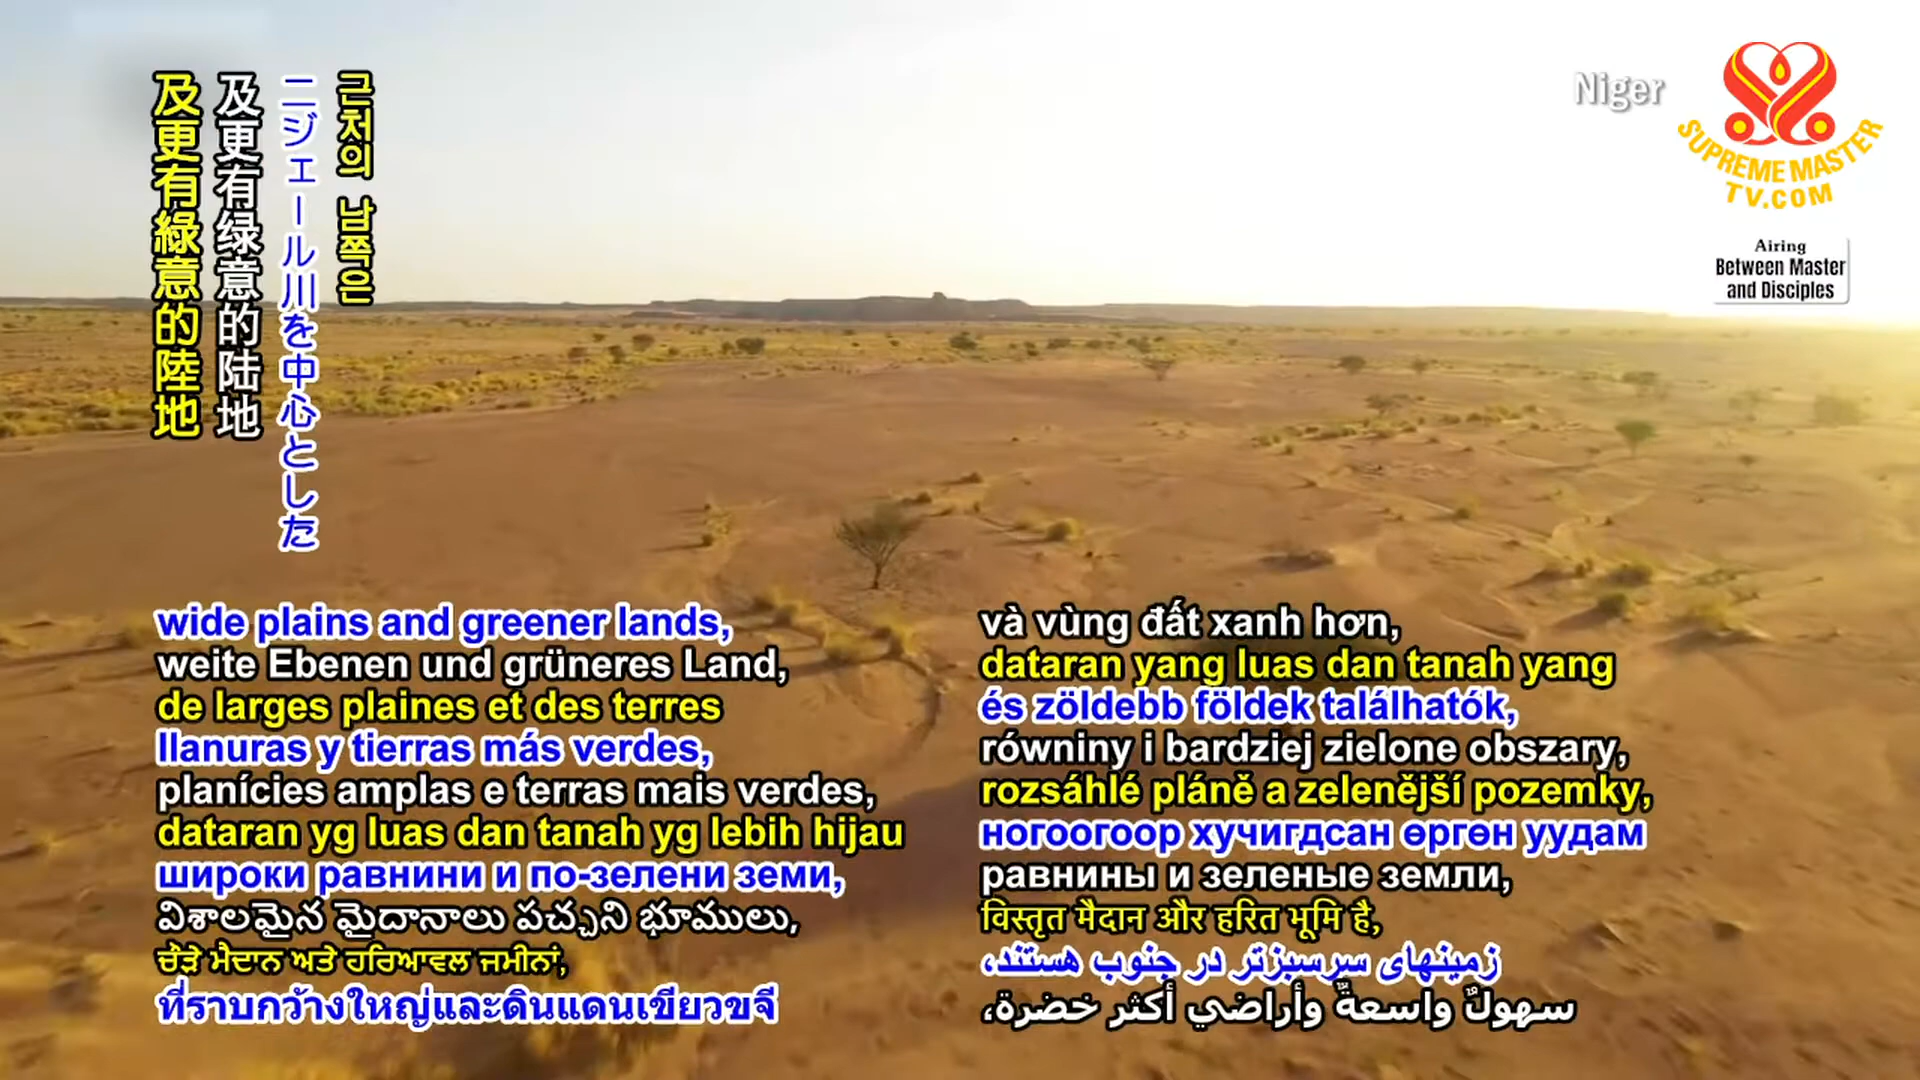 근처의 남쪽은
ニジェール川を中心とした
及更有绿意的陆地
及更有綠意的陸地
Niger
SUPREME MASTER
TV.COM
Airing
Between Master
and Disciples
wide plains and greener lands,
weite Ebenen und grüneres Land,
de larges plaines et des terres
llanuras y tierras más verdes,
planícies amplas e terras mais verdes,
dataran yg luas dan tanah yg lebih hijau
широки равнини и по-зелени земи,
విశాలమైన మైదానాలు పచ్చని భూములు,
ਚੌੜੇ ਮੈਦਾਨ ਅਤੇ ਹਰਿਆਵਲ ਜਮੀਨਾਂ,
ที่ราบกว้างใหญ่และดินแดนเขียวขจี
và vùng đất xanh hơn,
dataran yang luas dan tanah yang
és zöldebb földek találhatók,
równiny i bardziej zielone obszary,
rozsáhlé pláně a zelenější pozemky,
ногоогоор хучигдсан өргөн уудам
равнины и зеленые земли,
विस्तृत मैदान और हरित भूमि है,
زمینهای سرسبزتر در جنوب هستند،
سهولٌ واسعةٌ وأراضي أكثر خضرة،